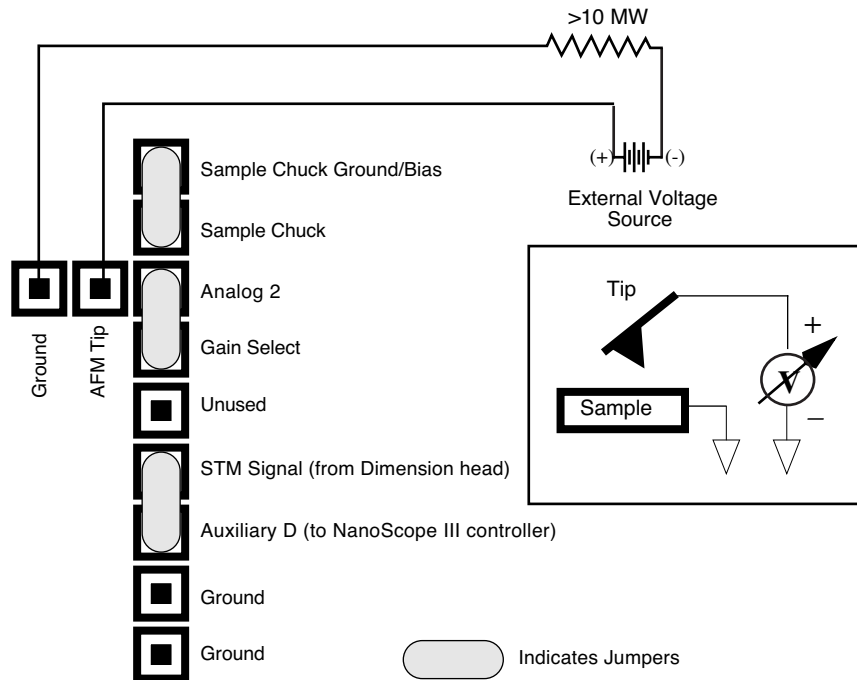 >10 MW
(+)
(-)
External Voltage
Source
Sample Chuck Ground/Bias
Sample Chuck
Analog 2
Gain Select
Ground
AFM Tip
Unused
STM Signal (from Dimension head)
Auxiliary D (to NanoScope III controller)
Ground
Ground
Indicates Jumpers
Tip
Sample
+
V
−